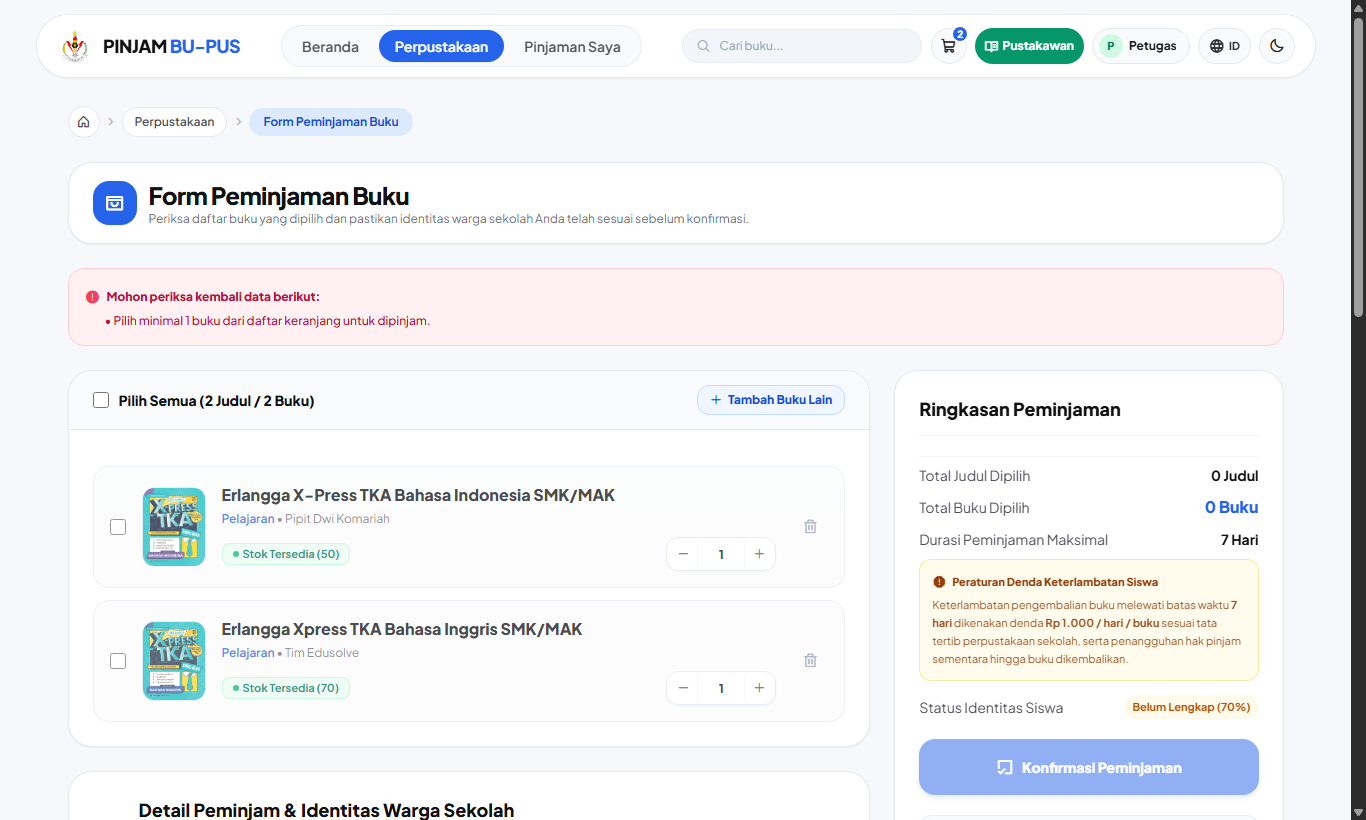 PINJAM BU-PUS
Beranda
Perpustakaan
Pinjaman Saya
Cari buku...
2
Pustakawan
P
Petugas
ID
Perpustakaan
Form Peminjaman Buku
Form Peminjaman Buku
Periksa daftar buku yang dipilih dan pastikan identitas warga sekolah Anda telah sesuai sebelum konfirmasi.
Mohon periksa kembali data berikut:
• Pilih minimal 1 buku dari daftar keranjang untuk dipinjam.
Pilih Semua (2 Judul / 2 Buku)
+ Tambah Buku Lain
XPRESS
TKA
Erlangga X-Press TKA Bahasa Indonesia SMK/MAK
Pelajaran • Pipit Dwi Komariah
Stok Tersedia (50)
− 1 +
XPRESS
TKA
Erlangga Xpress TKA Bahasa Inggris SMK/MAK
Pelajaran • Tim Edusolve
Stok Tersedia (70)
− 1 +
Detail Peminjam & Identitas Warga Sekolah
Ringkasan Peminjaman
Total Judul Dipilih 0 Judul
Total Buku Dipilih 0 Buku
Durasi Peminjaman Maksimal 7 Hari
Peraturan Denda Keterlambatan Siswa
Keterlambatan pengembalian buku melewati batas waktu 7
hari dikenakan denda Rp 1.000 / hari / buku sesuai tata
tertib perpustakaan sekolah, serta penangguhan hak pinjam
sementara hingga buku dikembalikan.
Status Identitas Siswa Belum Lengkap (70%)
Konfirmasi Peminjaman